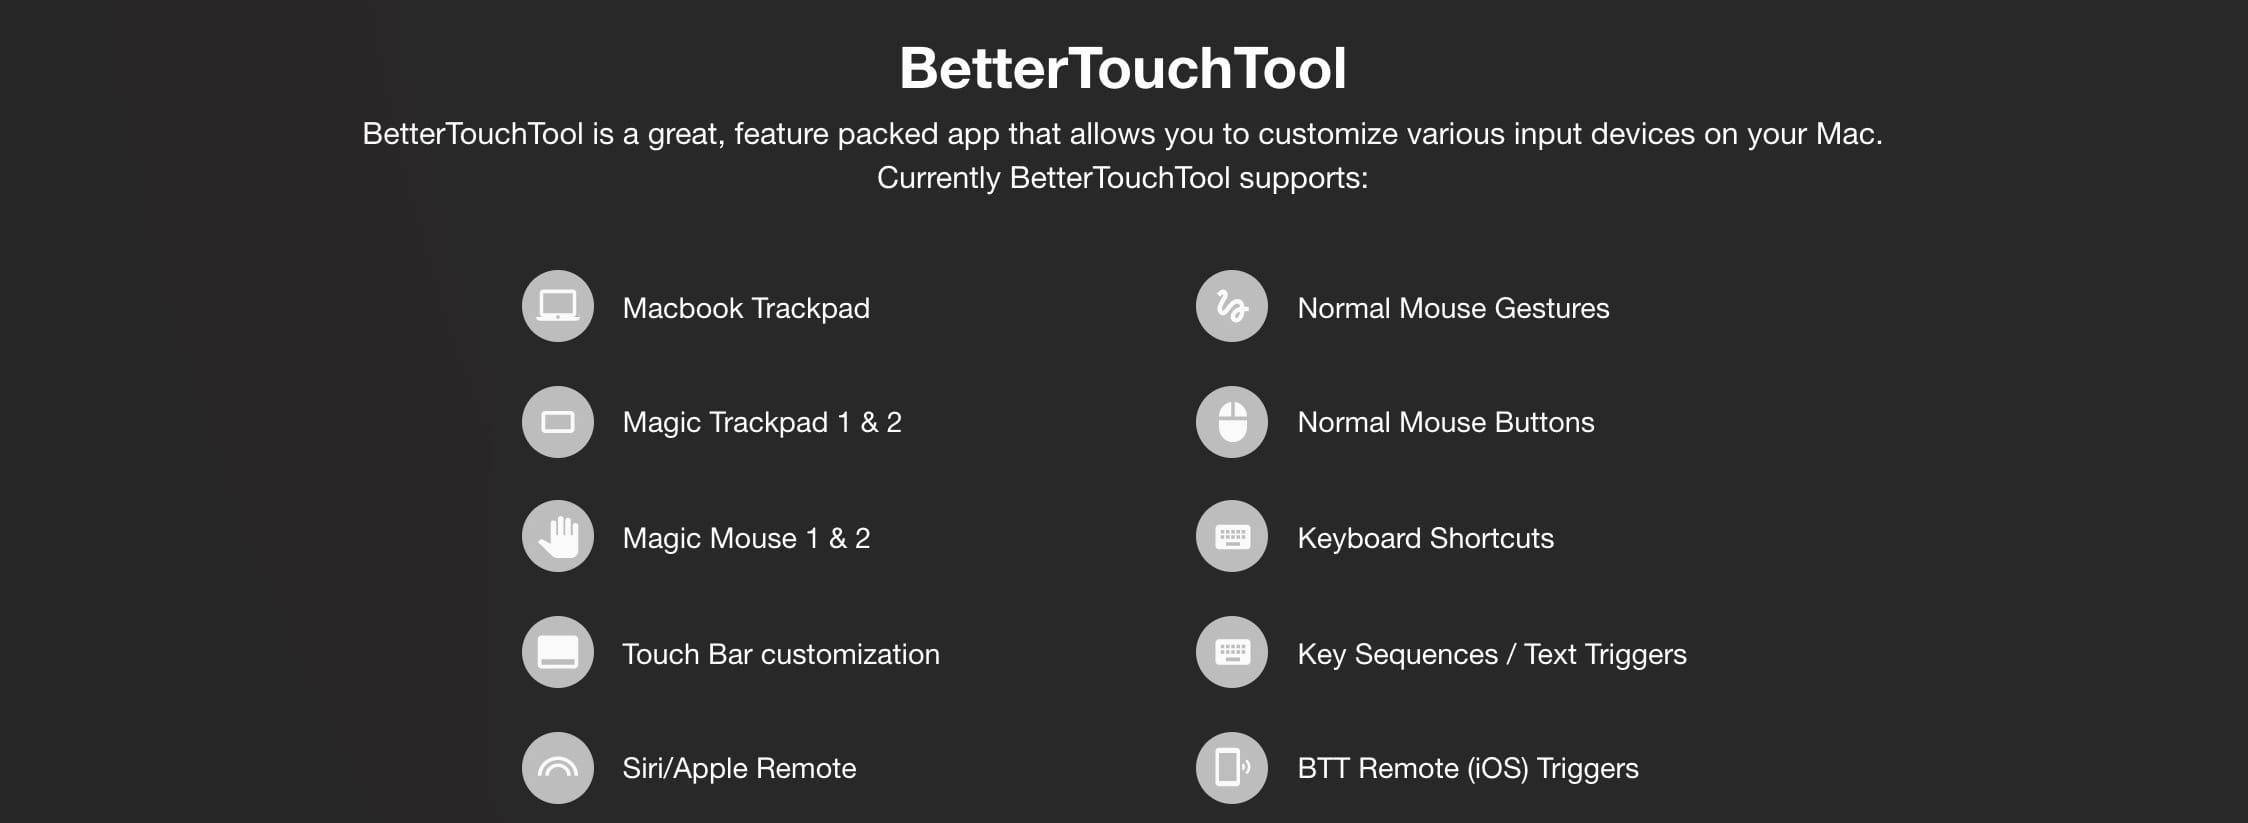 BetterTouchTool
BetterTouchTool is a great, feature packed app that allows you to customize various input devices on your Mac.
Currently BetterTouchTool supports:
Macbook Trackpad
Normal Mouse Gestures
Magic Trackpad 1 & 2
Normal Mouse Buttons
Magic Mouse 1 & 2
Keyboard Shortcuts
Touch Bar customization
Key Sequences / Text Triggers
Siri/Apple Remote
BTT Remote (iOS) Triggers